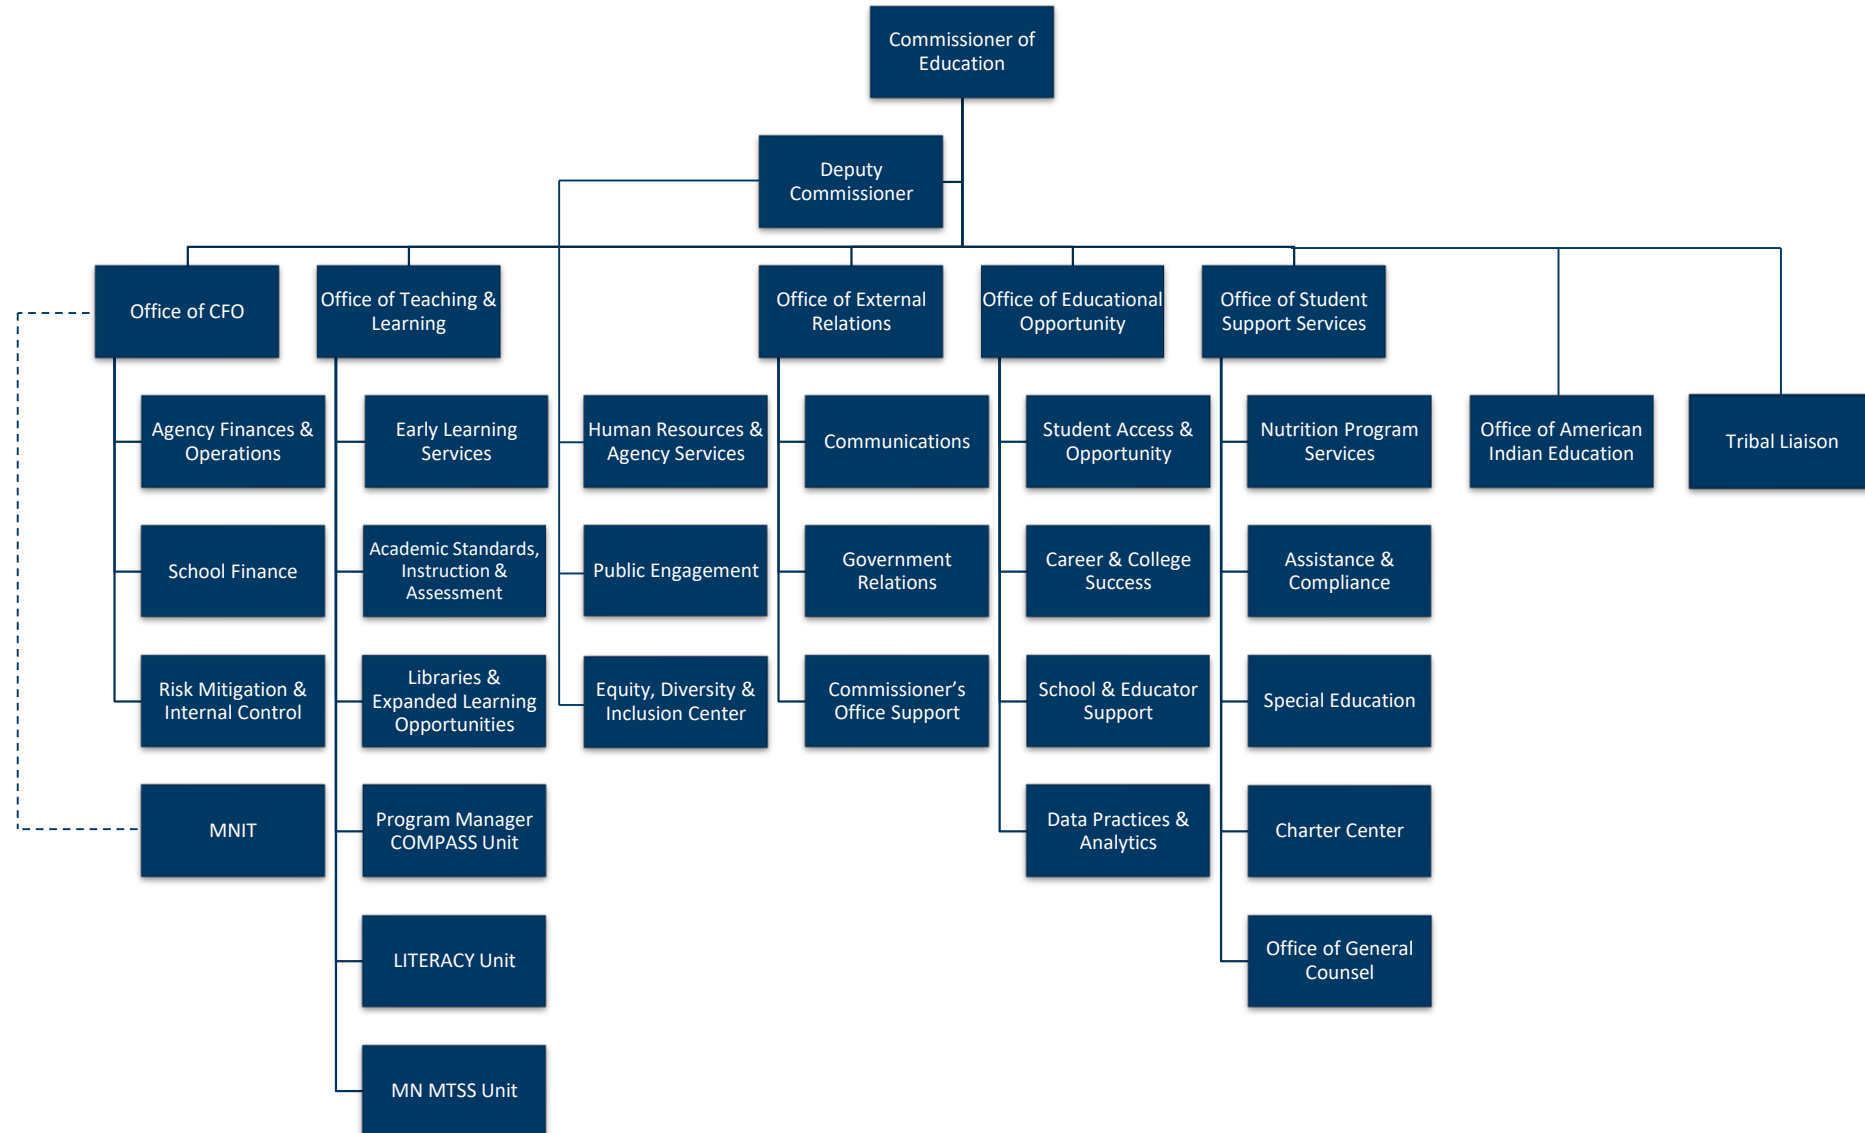 Commissioner of
Education
Deputy
Commissioner
Office of CFO
Office of Teaching &
Learning
Office of External
Relations
Office of Educational
Opportunity
Office of Student
Support Services
Agency Finances &
Operations
Early Learning
Services
Human Resources &
Agency Services
Communications
Student Access &
Opportunity
Nutrition Program
Services
Office of American
Indian Education
Tribal Liaison
School Finance
Academic Standards,
Instruction &
Assessment
Public Engagement
Government
Relations
Career & College
Success
Assistance &
Compliance
Risk Mitigation &
Internal Control
Libraries &
Expanded Learning
Opportunities
Equity, Diversity &
Inclusion Center
Commissioner’s
Office Support
School & Educator
Support
Special Education
MNIT
Program Manager
COMPASS Unit
Data Practices &
Analytics
Charter Center
LITERACY Unit
Office of General
Counsel
MN MTSS Unit